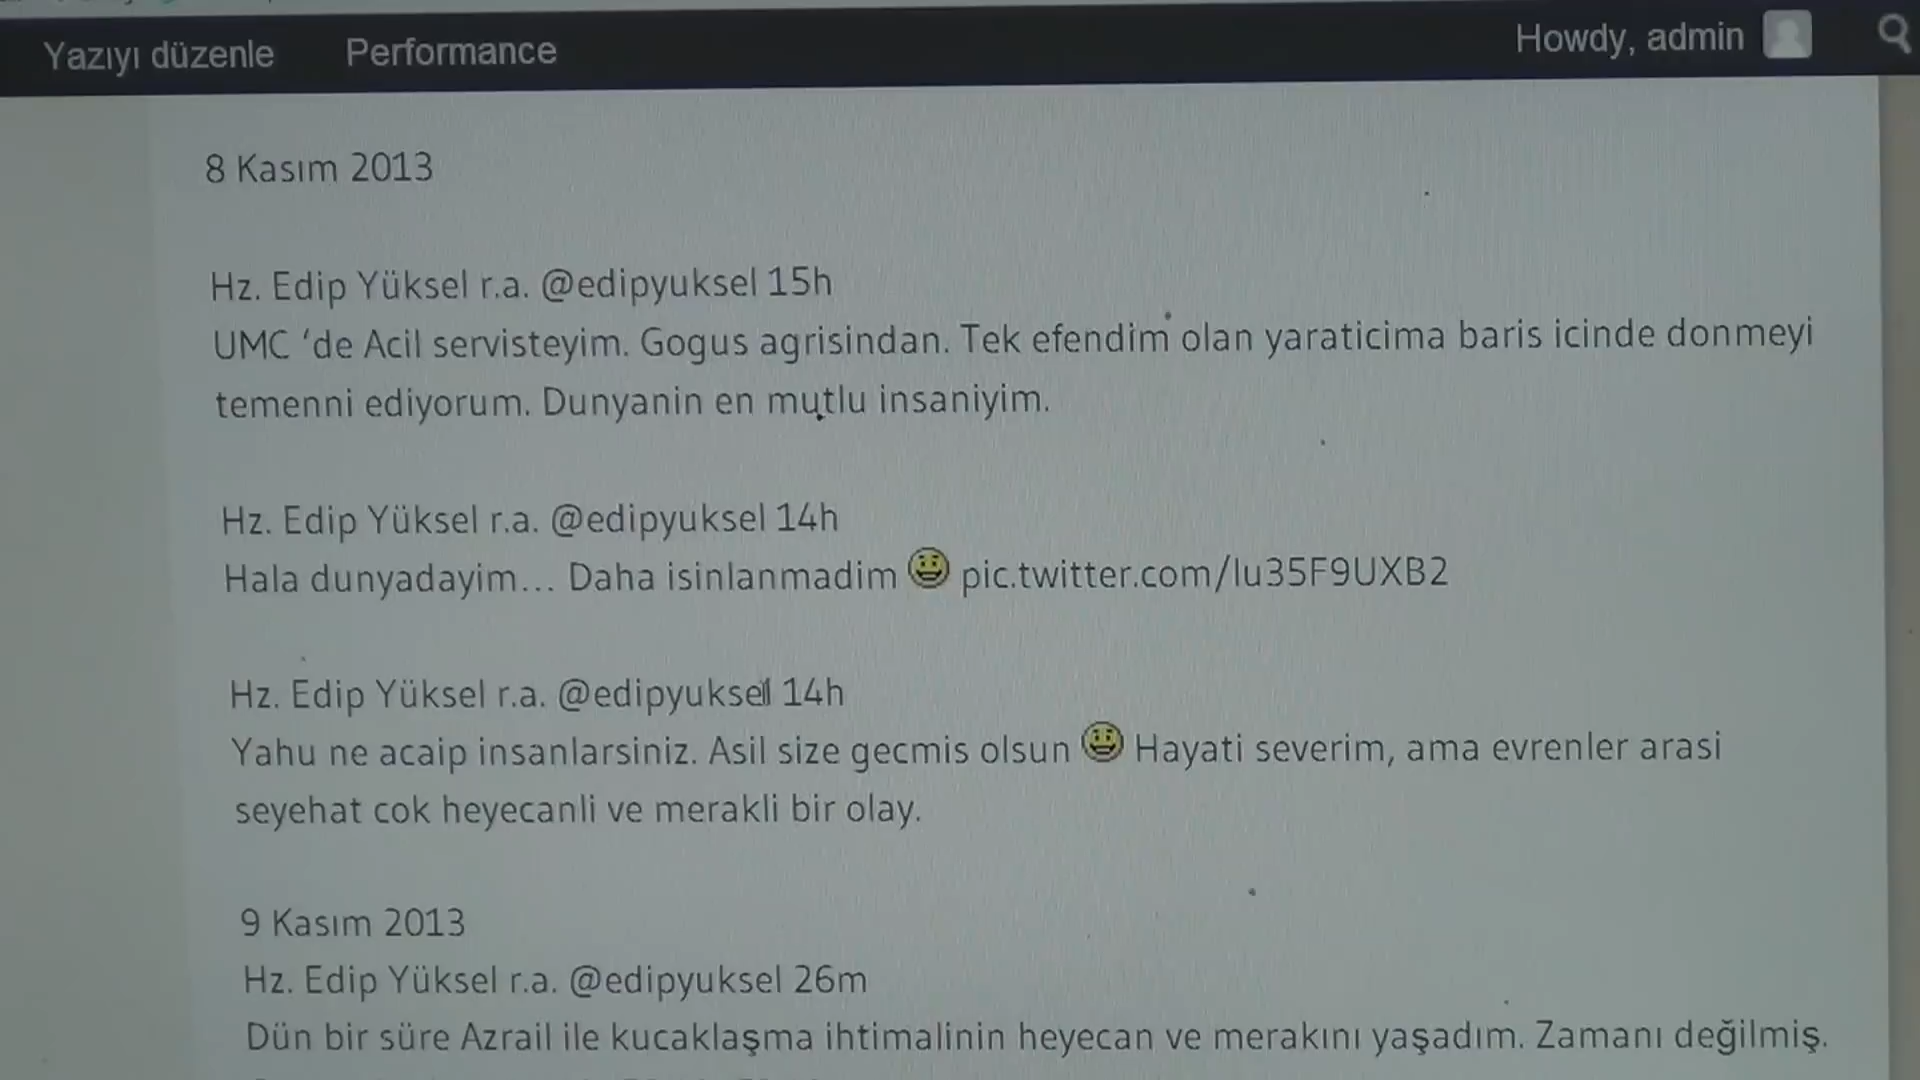 Yazıyı düzenle Performance Howdy, admin
8 Kasım 2013
Hz. Edip Yüksel r.a. @edipyuksel 15h
UMC ‘de Acil servisteyim. Gogus agrisindan. Tek efendim olan yaraticima baris icinde donmeyi
temenni ediyorum. Dunyanin en mutlu insaniyim.
Hz. Edip Yüksel r.a. @edipyuksel 14h
Hala dunyadayim... Daha isinlanmadim 😀 pic.twitter.com/lu35F9UXB2
Hz. Edip Yüksel r.a. @edipyuksel 14h
Yahu ne acaip insanlarsiniz. Asil size gecmis olsun 😀 Hayati severim, ama evrenler arasi
seyehat cok heyecanli ve merakli bir olay.
9 Kasım 2013
Hz. Edip Yüksel r.a. @edipyuksel 26m
Dün bir süre Azrail ile kucaklaşma ihtimalinin heyecan ve merakını yaşadım. Zamanı değilmiş.